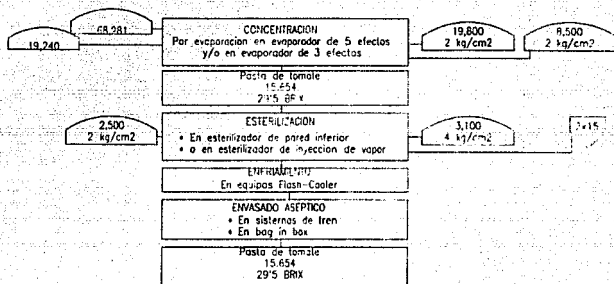 CONCENTRACION
Por evaporacion en evaporador de 5 efectos
y/o en evaporador de 3 efectos
68,281
19,240
19,800
2 kg/cm2
8,500
2 kg/cm2
Pasta de tomate
15.654
29'5 BRIX
ESTERILIZACION
• En esterilizador de pared inferior
• o en esterilizador de inyeccion de vapor
2,500
2 kg/cm2
3,100
4 kg/cm2
ENFRIAMIENTO
En equipos Flash-Cooler
ENVASADO ASEPTICO
• En sistemas de tren
• En bag in box
Pasta de tomate
15.654
29'5 BRIX